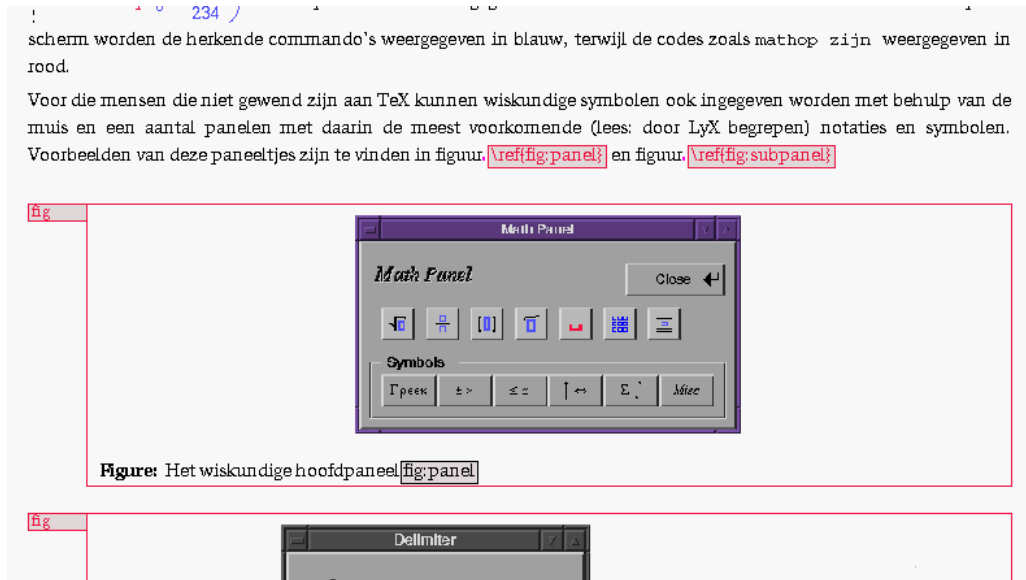 234 )
scherm worden de herkende commando's weergegeven in blauw, terwijl de codes zoals mathop zijn weergegeven in
rood.
Voor die mensen die niet gewend zijn aan TeX kunnen wiskundige symbolen ook ingegeven worden met behulp van de
muis en een aantal panelen met daarin de meest voorkomende (lees: door LyX begrepen) notaties en symbolen.
Voorbeelden van deze paneeltjes zijn te vinden in figuur.\ref{fig:panel} en figuur.\ref{fig:subpanel}
fig
Math Panel
Math Panel
Close
Symbols
Γρεεκ ± × ≤ ≥ ↑ ⇔ Σ Misc
Figure: Het wiskundige hoofdpaneel fig:panel
fig
Delimiter